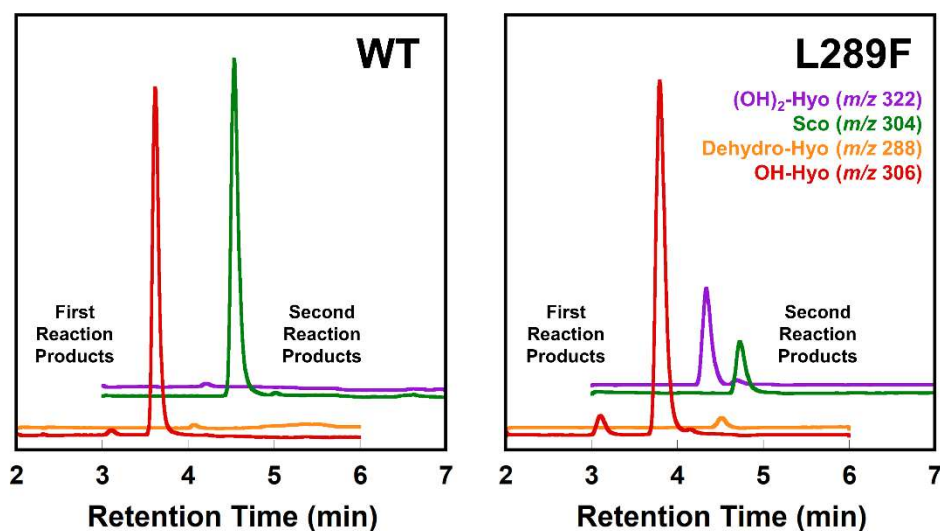 WT
First
Reaction
Products
Second
Reaction
Products
2 3 4 5 6 7
Retention Time (min)
L289F
(OH)2-Hyo (m/z 322)
Sco (m/z 304)
Dehydro-Hyo (m/z 288)
OH-Hyo (m/z 306)
First
Reaction
Products
Second
Reaction
Products
2 3 4 5 6 7
Retention Time (min)